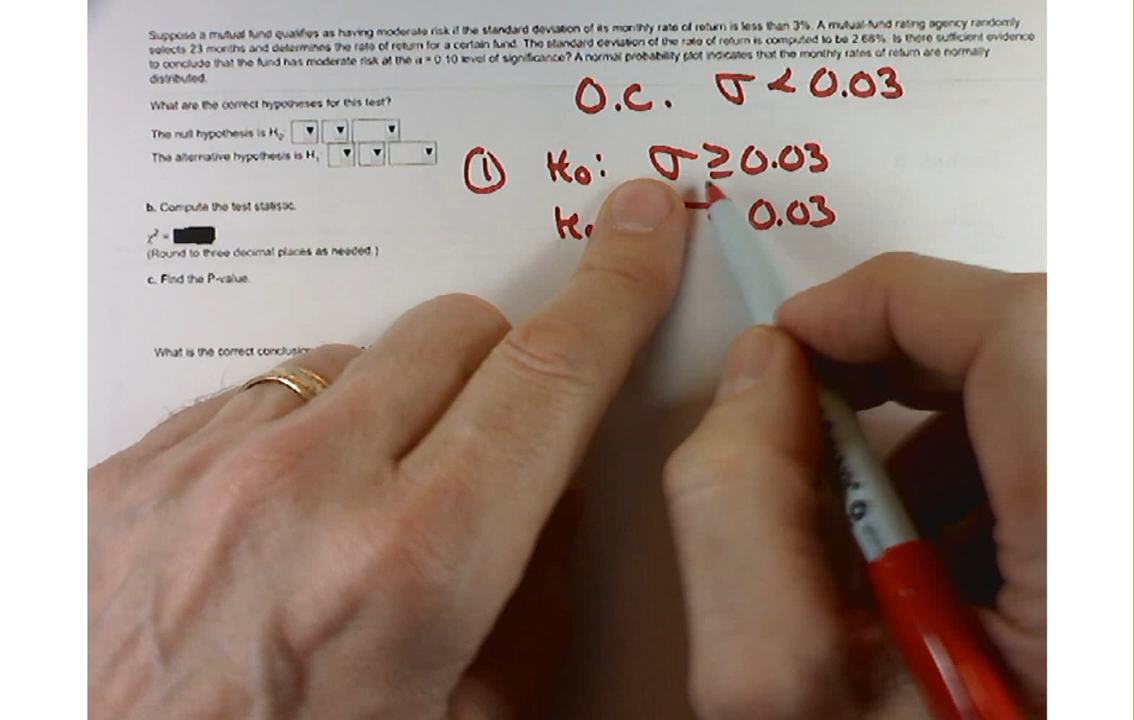 Suppose a mutual fund qualifies as having moderate risk if the standard deviation of its monthly rate of return is less than 3%. A mutual-fund rating agency randomly
selects 23 months and determines the rate of return for a certain fund. The standard deviation of the rate of return is computed to be 2.68%. Is there sufficient evidence
to conclude that the fund has moderate risk at the α = 0.10 level of significance? A normal probability plot indicates that the monthly rates of return are normally
distributed.
O.C. σ < 0.03
What are the correct hypotheses for this test?
The null hypothesis is H₀:
The alternative hypothesis is H₁
① H₀: σ ≥ 0.03
H 0.03
b. Compute the test statistic.
χ² =
(Round to three decimal places as needed.)
c. Find the P-value.
What is the correct